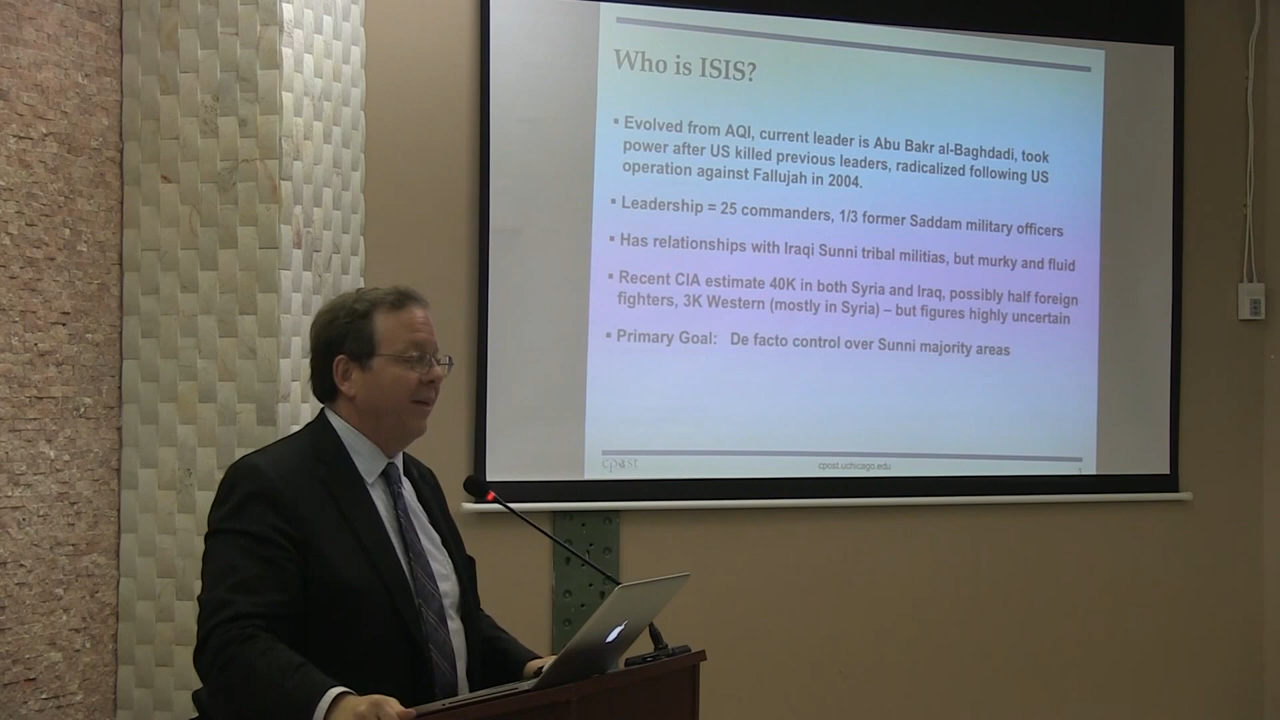 Who is ISIS?
▪ Evolved from AQI, current leader is Abu Bakr al-Baghdadi, took
power after US killed previous leaders, radicalized following US
operation against Fallujah in 2004.
▪ Leadership = 25 commanders, 1/3 former Saddam military officers
▪ Has relationships with Iraqi Sunni tribal militias, but murky and fluid
▪ Recent CIA estimate 40K in both Syria and Iraq, possibly half foreign
fighters, 3K Western (mostly in Syria) – but figures highly uncertain
▪ Primary Goal: De facto control over Sunni majority areas
cpost
cpost.uchicago.edu